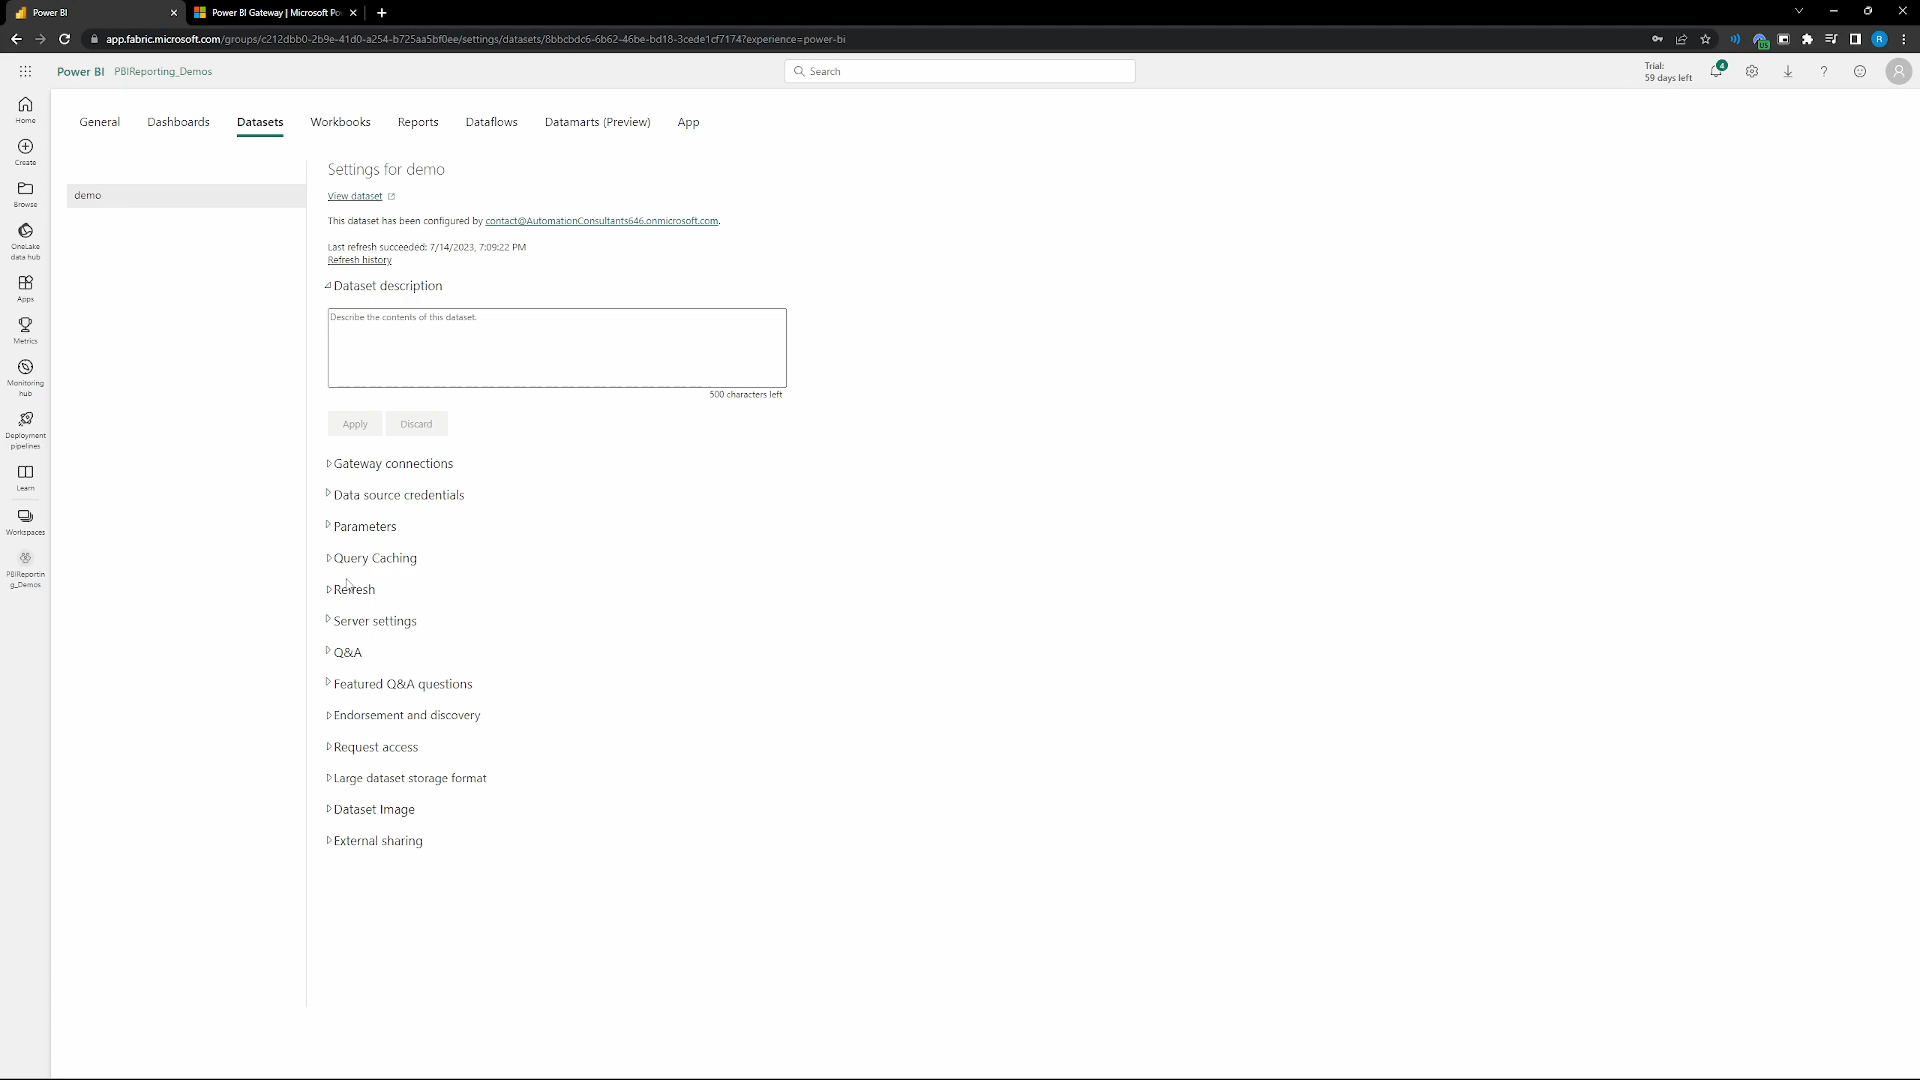 Power BI
Power BI Gateway | Microsoft Po
app.fabric.microsoft.com/groups/c212dbb0-2b9e-41d0-a254-b725aa5bf0ee/settings/datasets/8bbcbdc6-6b62-46be-bd18-3cede1cf7174?experience=power-bi
US
R
Power BI PBIReporting_Demos
Search
Trial:
59 days left
4
General Dashboards Datasets Workbooks Reports Dataflows Datamarts (Preview) App
Home
Create
Browse
OneLake
data hub
Apps
Metrics
Monitoring
hub
Deployment
pipelines
Learn
Workspaces
PBIReportin
g_Demos
demo
Settings for demo
View dataset
This dataset has been configured by contact@AutomationConsultants646.onmicrosoft.com.
Last refresh succeeded: 7/14/2023, 7:09:22 PM
Refresh history
Dataset description
Describe the contents of this dataset.
500 characters left
Apply Discard
Gateway connections
Data source credentials
Parameters
Query Caching
Refresh
Server settings
Q&A
Featured Q&A questions
Endorsement and discovery
Request access
Large dataset storage format
Dataset Image
External sharing